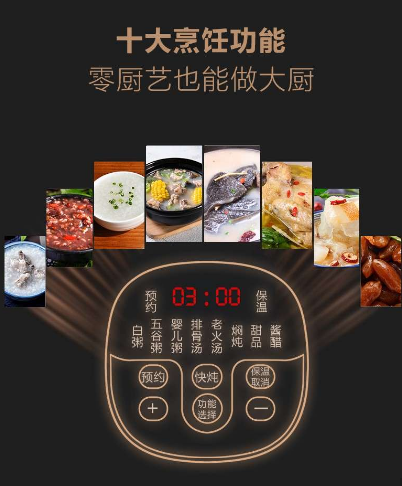 十大烹饪功能
零厨艺也能做大厨
预约
03:00
保温
白粥
五谷粥
婴儿粥
排骨汤
老火汤
焖炖
甜品
酱醋
预约
快炖
保温
取消
+
功能
选择
—